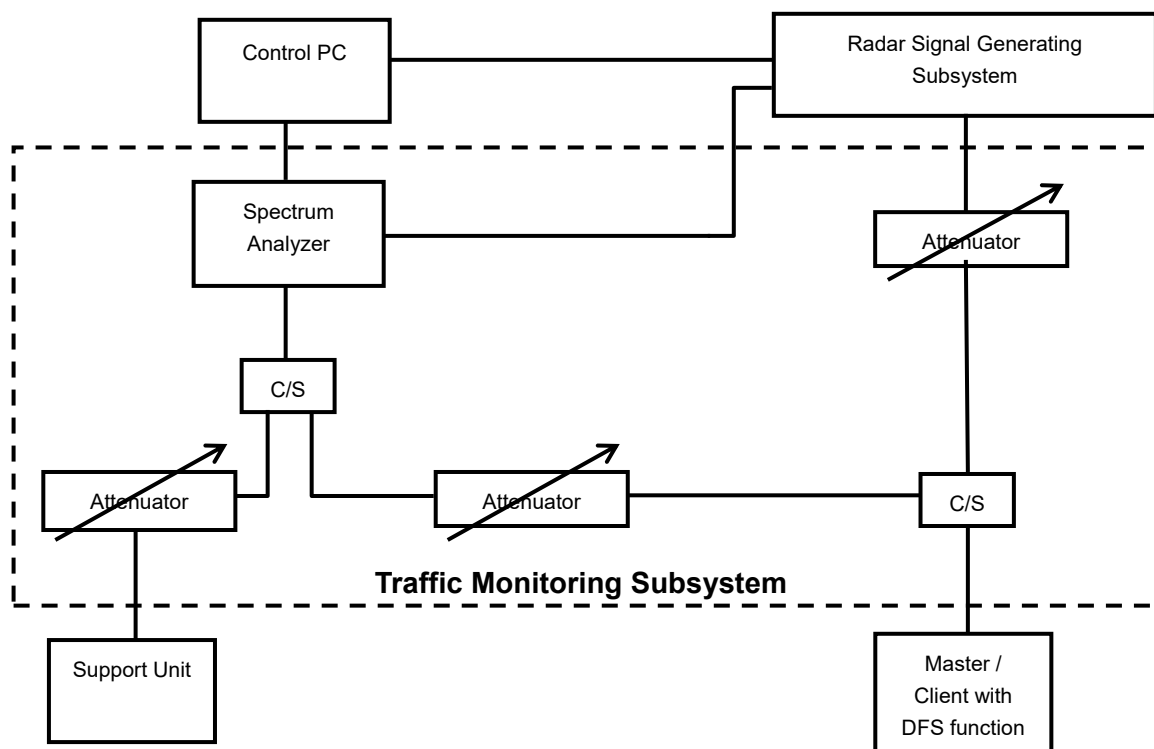 Control PC
Radar Signal Generating
Subsystem
Spectrum
Analyzer
Attenuator
C/S
Attenuator
Attenuator
C/S
Traffic Monitoring Subsystem
Support Unit
Master /
Client with
DFS function